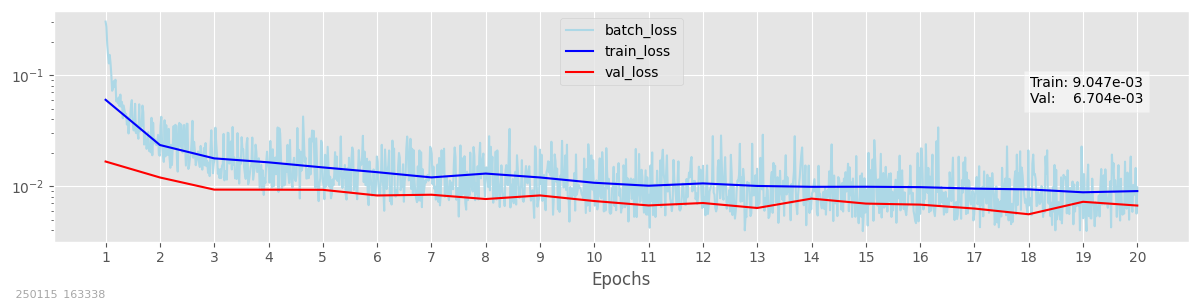 batch_loss
train_loss
val_loss
10⁻¹
Train: 9.047e-03
Val: 6.704e-03
10⁻²
1 2 3 4 5 6 7 8 9 10 11 12 13 14 15 16 17 18 19 20
Epochs
250115_163338